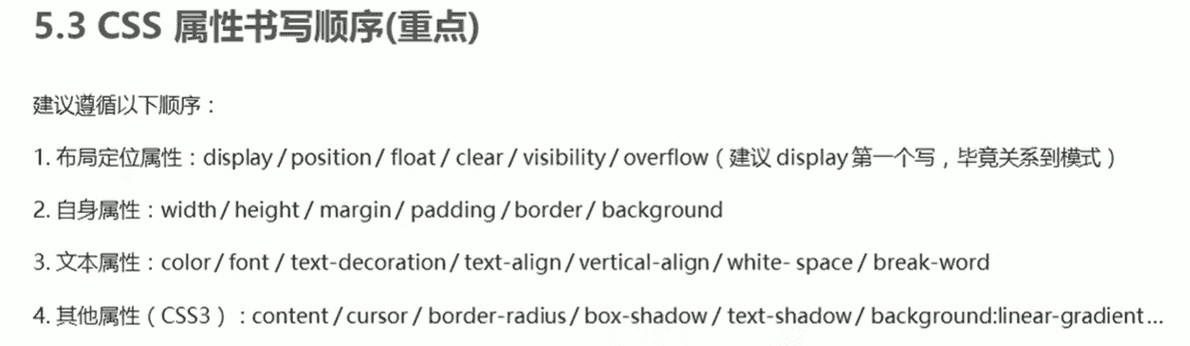 5.3 CSS 属性书写顺序(重点)
建议遵循以下顺序：
1. 布局定位属性：display / position / float / clear / visibility / overflow（建议 display 第一个写，毕竟关系到模式）
2. 自身属性：width / height / margin / padding / border / background
3. 文本属性：color / font / text-decoration / text-align / vertical-align / white- space / break-word
4. 其他属性（CSS3）：content / cursor / border-radius / box-shadow / text-shadow / background:linear-gradient …